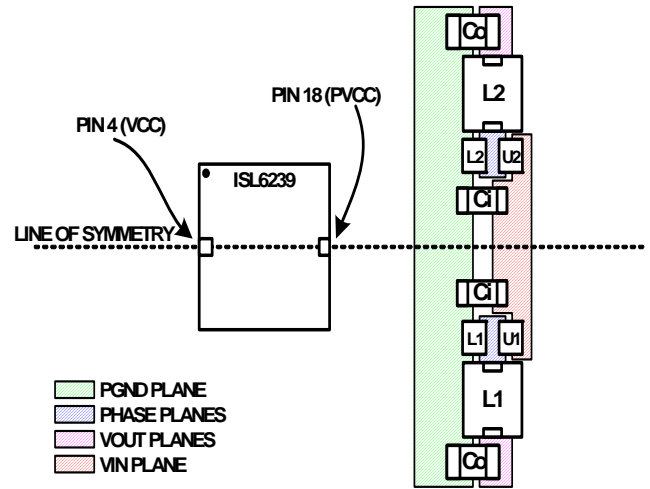 Co
L2
PIN 18 (PVCC)
PIN 4 (VCC)
L2
U2
ISL6239
Ci
LINE OF SYMMETRY
Ci
L1
U1
L1
PGND PLANE
PHASE PLANES
VOUT PLANES
VIN PLANE
Co